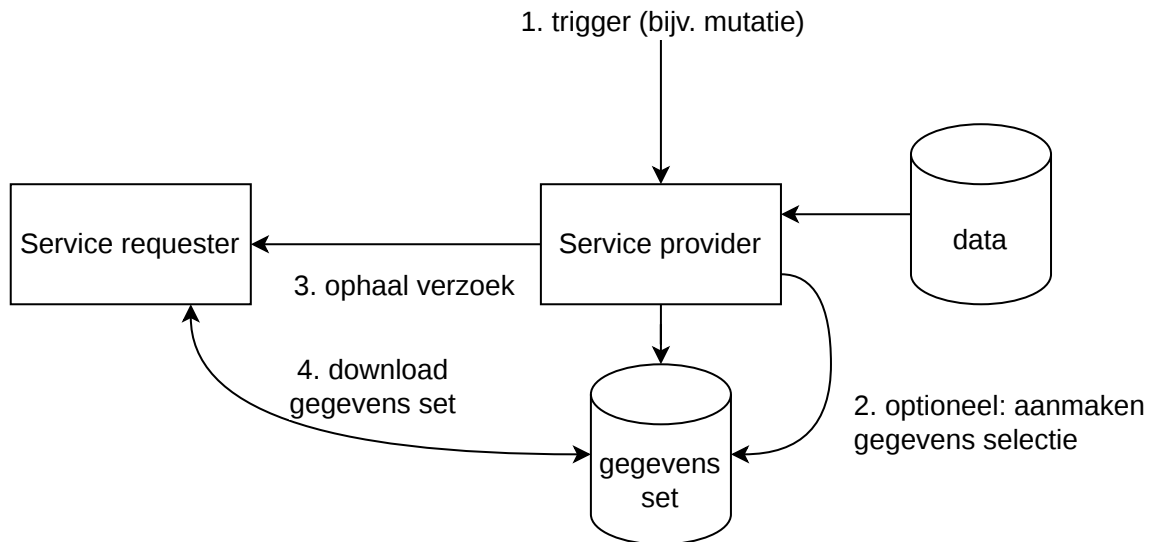 1. trigger (bijv. mutatie)
Service requester
Service provider
data
3. ophaal verzoek
4. download
gegevens set
2. optioneel: aanmaken
gegevens selectie
gegevens
set